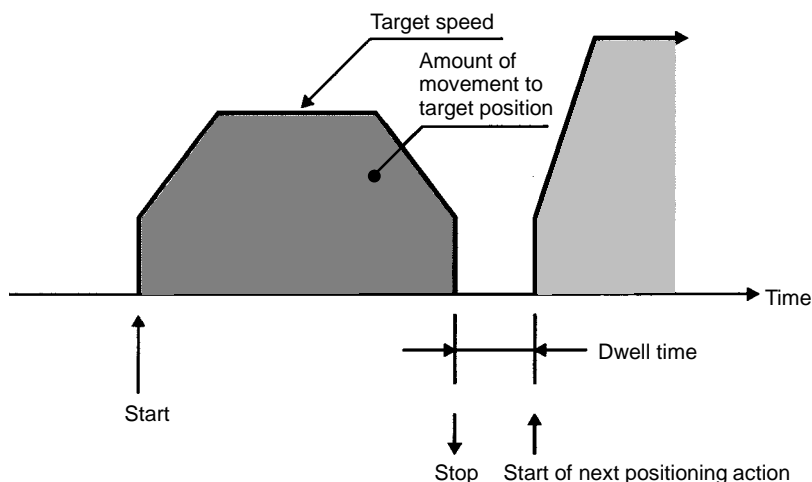 Target speed
Amount of
movement to
target position
Time
Dwell time
Start
Stop
Start of next positioning action